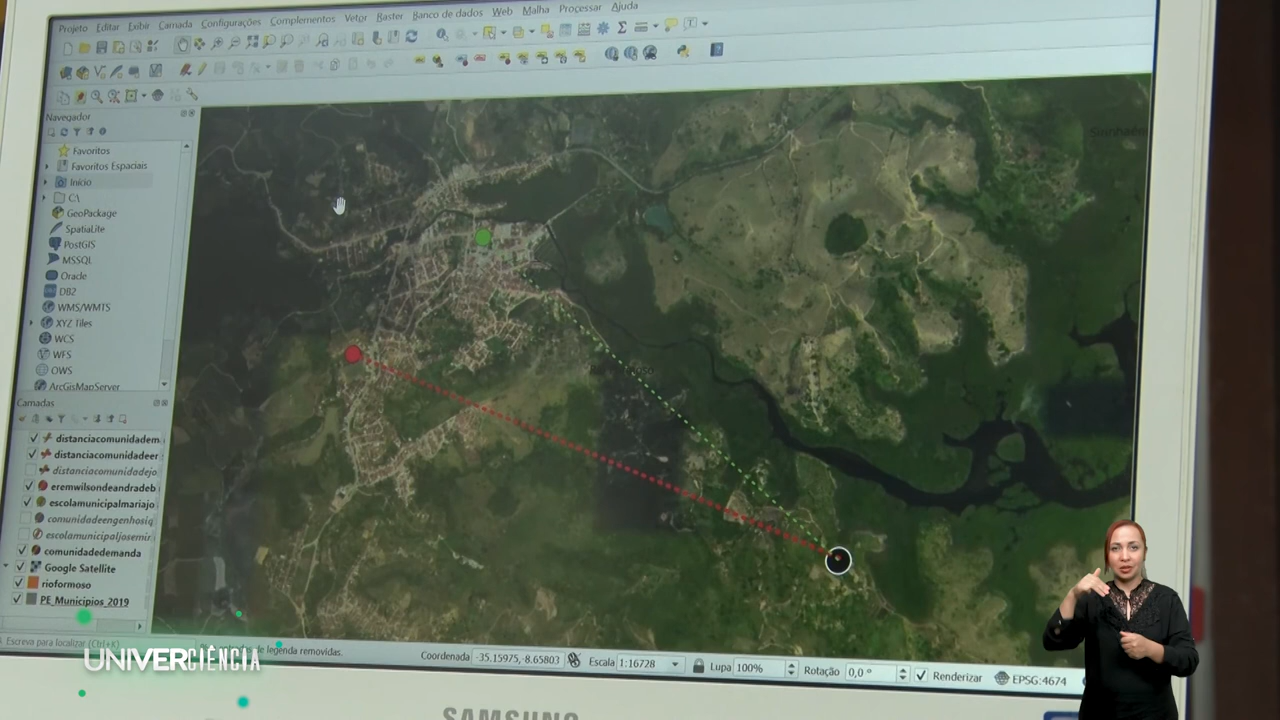 Projeto Editar Exibir Camada Configurações Complementos Vetor Raster Banco de dados Web Malha Processar Ajuda
Navegador
Favoritos
Favoritos Espaciais
Início
C:\
GeoPackage
SpatiaLite
PostGIS
MSSQL
Oracle
DB2
WMS/WMTS
XYZ Tiles
WCS
WFS
OWS
ArcGisMapServer
Camadas
distanciacomunidadem
distanciacomunidadeer
distanciacomunidadejo
eremwilsondeandradeb
escolamunicipalmariajo
comunidadeengenhosiq
escolamunicipaljosemir
comunidadedemanda
Google Satellite
rioformoso
PE_Municipios_2019
Escreva para localizar (Ctrl+K)
de legenda removidas.
Coordenada -35.15975,-8.65803 Escala 1:16728 Lupa 100% Rotação 0,0 ° Renderizar EPSG:4674
UNIVERCIÊNCIA
SAMSUNG